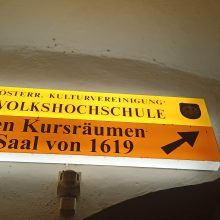 ÖSTERR. KULTURVEREINIGUNG
VOLKSHOCHSCHULE
en Kursräumen
Saal von 1619